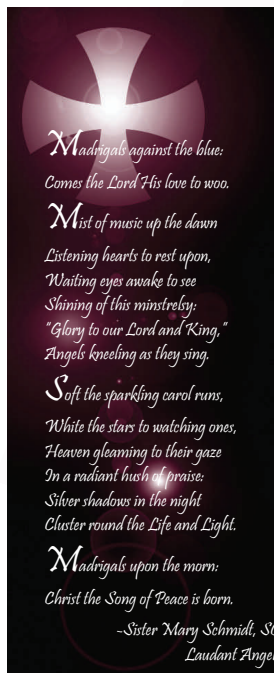 Madrigals against the blue:
Comes the Lord His love to woo.
Mist of music up the dawn
Listening hearts to rest upon,
Waiting eyes awake to see
Shining of this minstrelsy:
"Glory to our Lord and King,"
Angels kneeling as they sing.
Soft the sparkling carol runs,
White the stars to watching ones,
Heaven gleaming to their gaze
In a radiant hush of praise:
Silver shadows in the night
Cluster round the Life and Light.
Madrigals upon the morn:
Christ the Song of Peace is born.
~Sister Mary Schmidt,
Laudant